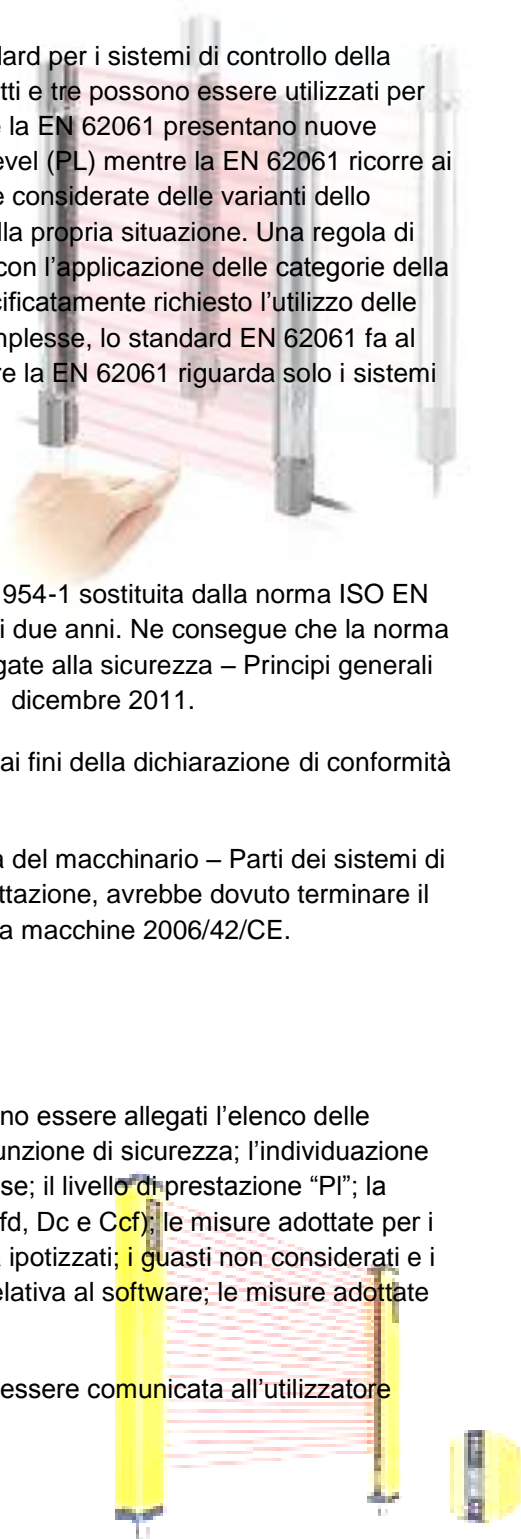 dard per i sistemi di controllo della
tti e tre possono essere utilizzati per
e la EN 62061 presentano nuove
evel (PL) mentre la EN 62061 ricorre ai
e considerate delle varianti dello
lla propria situazione. Una regola di
con l’applicazione delle categorie della
cificatamente richiesto l’utilizzo delle
nplesse, lo standard EN 62061 fa al
re la EN 62061 riguarda solo i sistemi
954-1 sostituita dalla norma ISO EN
i due anni. Ne consegue che la norma
gate alla sicurezza – Principi generali
dicembre 2011.
ai fini della dichiarazione di conformità
a del macchinario – Parti dei sistemi di
ttazione, avrebbe dovuto terminare il
a macchine 2006/42/CE.
no essere allegati l’elenco delle
unzione di sicurezza; l’individuazione
se; il livello di prestazione “Pl”; la
fd, Dc e Ccf); le misure adottate per i
ipotizzati; i guasti non considerati e i
elativa al software; le misure adottate
essere comunicata all’utilizzatore